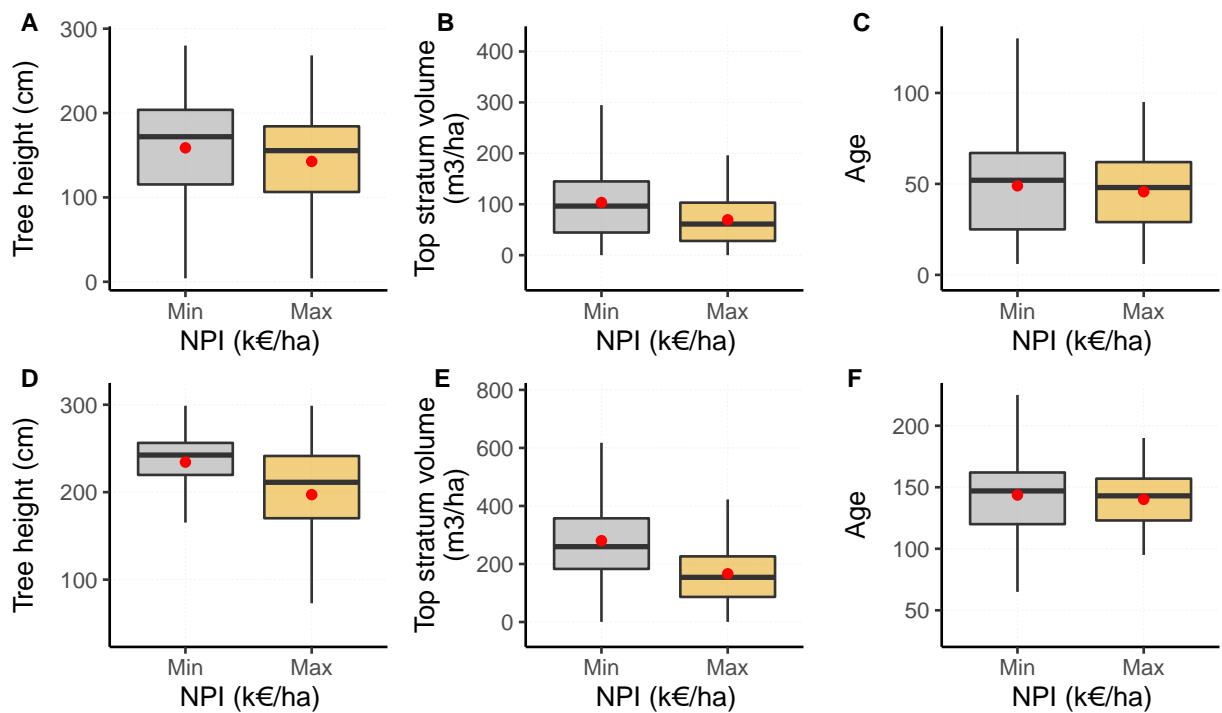 A
Tree height (cm)
300
200
100
0
Min
Max
NPI (k€/ha)
B
Top stratum volume
(m3/ha)
400
300
200
100
0
Min
Max
NPI (k€/ha)
C
Age
100
50
0
Min
Max
NPI (k€/ha)
D
Tree height (cm)
300
200
100
Min
Max
NPI (k€/ha)
E
Top stratum volume
(m3/ha)
800
600
400
200
0
Min
Max
NPI (k€/ha)
F
Age
200
150
100
50
Min
Max
NPI (k€/ha)